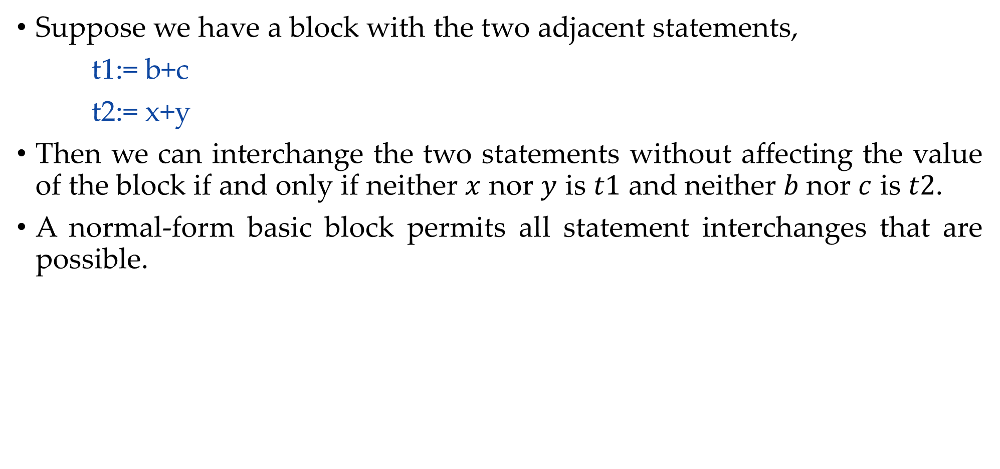 • Suppose we have a block with the two adjacent statements,
t1:= b+c
t2:= x+y
• Then we can interchange the two statements without affecting the value
of the block if and only if neither x nor y is t1 and neither b nor c is t2.
• A normal-form basic block permits all statement interchanges that are
possible.